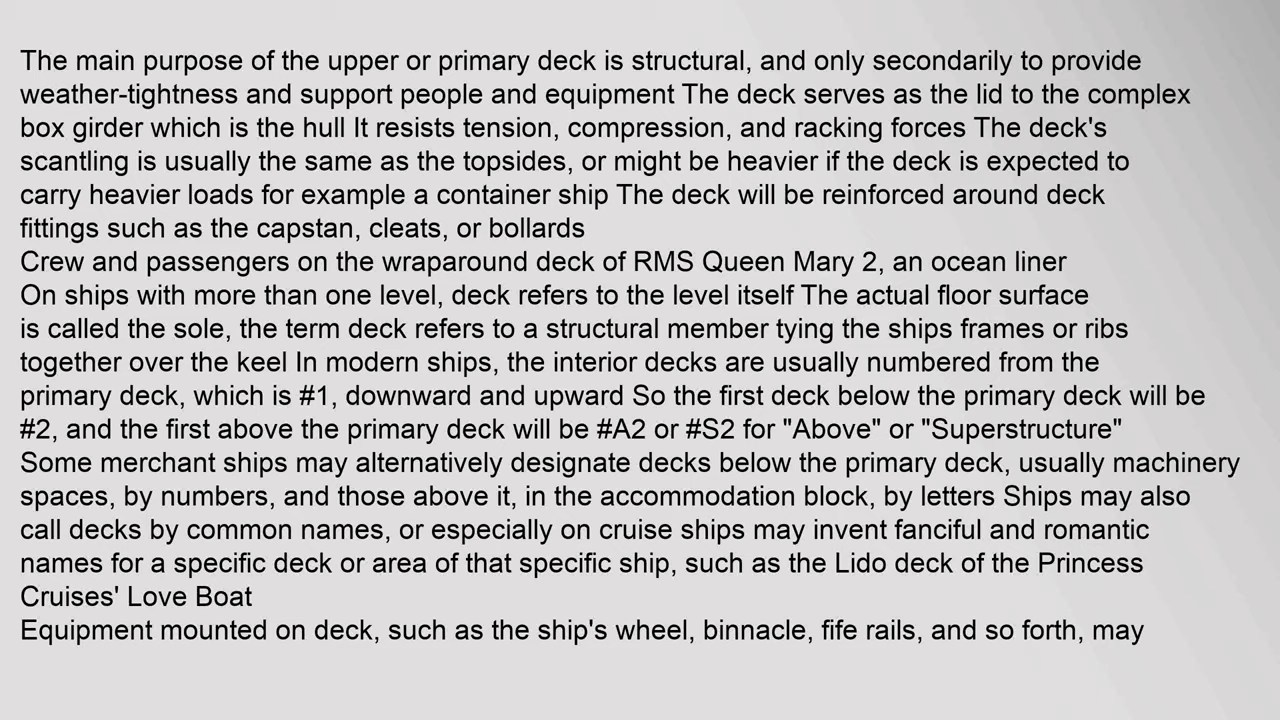 The main purpose of the upper or primary deck is structural, and only secondarily to provide
weather-tightness and support people and equipment The deck serves as the lid to the complex
box girder which is the hull It resists tension, compression, and racking forces The deck's
scantling is usually the same as the topsides, or might be heavier if the deck is expected to
carry heavier loads for example a container ship The deck will be reinforced around deck
fittings such as the capstan, cleats, or bollards
Crew and passengers on the wraparound deck of RMS Queen Mary 2, an ocean liner
On ships with more than one level, deck refers to the level itself The actual floor surface
is called the sole, the term deck refers to a structural member tying the ships frames or ribs
together over the keel In modern ships, the interior decks are usually numbered from the
primary deck, which is #1, downward and upward So the first deck below the primary deck will be
#2, and the first above the primary deck will be #A2 or #S2 for "Above" or "Superstructure"
Some merchant ships may alternatively designate decks below the primary deck, usually machinery
spaces, by numbers, and those above it, in the accommodation block, by letters Ships may also
call decks by common names, or especially on cruise ships may invent fanciful and romantic
names for a specific deck or area of that specific ship, such as the Lido deck of the Princess
Cruises' Love Boat
Equipment mounted on deck, such as the ship's wheel, binnacle, fife rails, and so forth, may